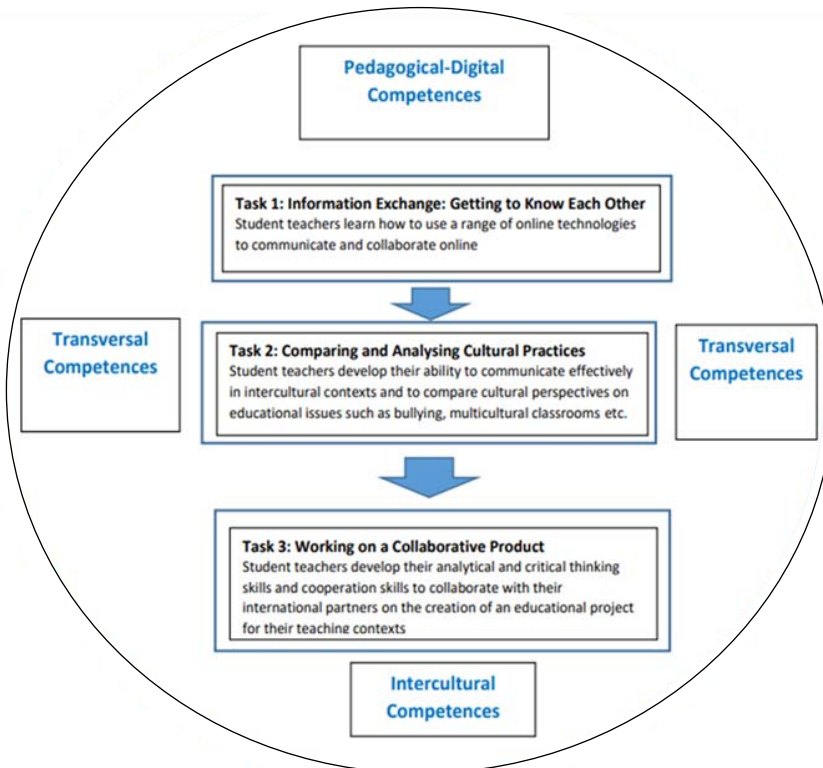 Pedagogical-Digital
Competences
Task 1: Information Exchange: Getting to Know Each Other
Student teachers learn how to use a range of online technologies
to communicate and collaborate online
Transversal
Competences
Task 2: Comparing and Analysing Cultural Practices
Student teachers develop their ability to communicate effectively
in intercultural contexts and to compare cultural perspectives on
educational issues such as bullying, multicultural classrooms etc.
Transversal
Competences
Task 3: Working on a Collaborative Product
Student teachers develop their analytical and critical thinking
skills and cooperation skills to collaborate with their
international partners on the creation of an educational project
for their teaching contexts
Intercultural
Competences